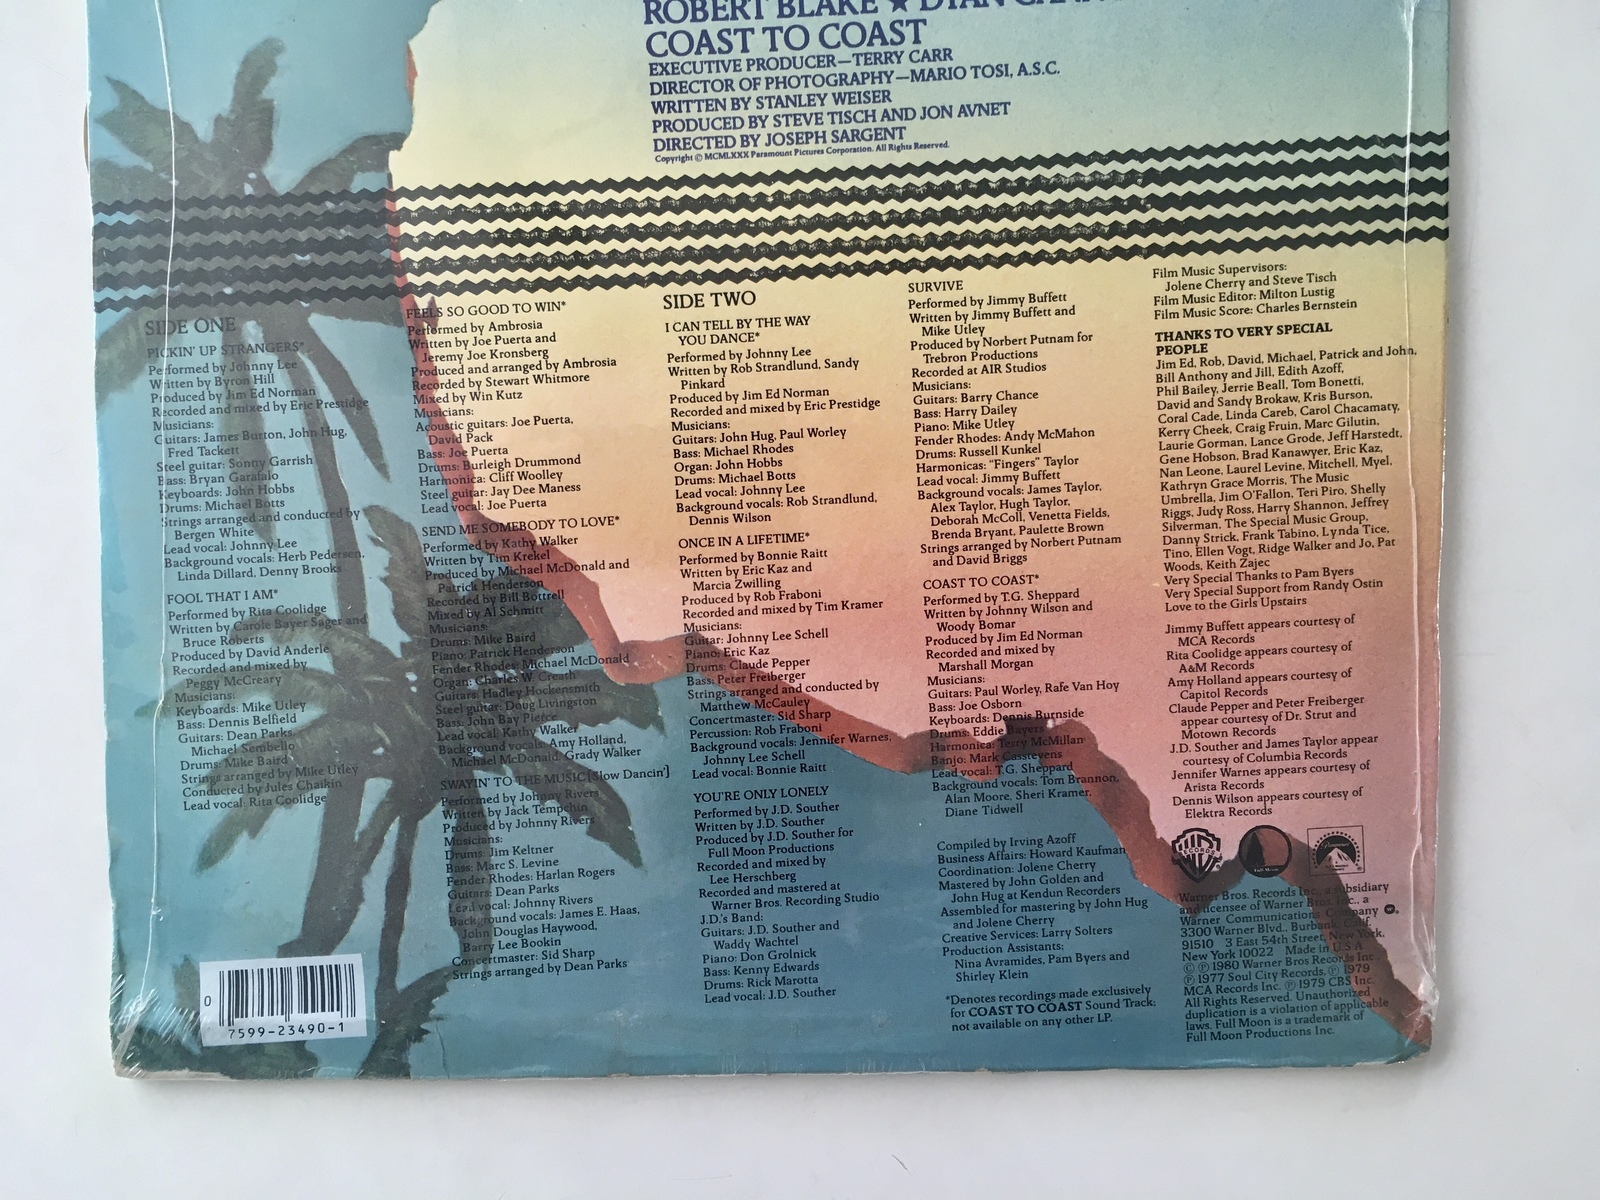 ROBERT BLAKE ★ DYAN
COAST TO COAST
EXECUTIVE PRODUCER—TERRY CARR
DIRECTOR OF PHOTOGRAPHY—MARIO TOSI, A.S.C.
WRITTEN BY STANLEY WEISER
PRODUCED BY STEVE TISCH AND JON AVNET
DIRECTED BY JOSEPH SARGENT
Copyright © MCMLXXX Paramount Pictures Corporation. All Rights Reserved.
SIDE ONE
PICKIN' UP STRANGERS*
Performed by Johnny Lee
Written by Byron Hill
Produced by Jim Ed Norman
Recorded and mixed by Eric Prestidge
Musicians:
Guitars: James Burton, John Hug,
Fred Tackett
Steel guitar: Sonny Garrish
Bass: Bryan Garafalo
Keyboards: John Hobbs
Drums: Michael Botts
Strings arranged and conducted by
Bergen White
Lead vocal: Johnny Lee
Background vocals: Herb Pedersen,
Linda Dillard, Denny Brooks
FOOL THAT I AM*
Performed by Rita Coolidge
Written by Carole Bayer Sager and
Bruce Roberts
Produced by David Anderle
Recorded and mixed by
Peggy McCreary
Musicians:
Keyboards: Mike Utley
Bass: Dennis Belfield
Guitars: Dean Parks,
Michael Sembello
Drums: Mike Baird
Strings arranged by Mike Utley
Conducted by Jules Chaikin
Lead vocal: Rita Coolidge
0
7599-23490-1
FEELS SO GOOD TO WIN*
Performed by Ambrosia
Written by Joe Puerta and
Jeremy Joe Kronsberg
Produced and arranged by Ambrosia
Recorded by Stewart Whitmore
Mixed by Win Kutz
Musicians:
Acoustic guitars: Joe Puerta,
David Pack
Bass: Joe Puerta
Drums: Burleigh Drummond
Harmonica: Cliff Woolley
Steel guitar: Jay Dee Maness
Lead vocal: Joe Puerta
SEND ME SOMEBODY TO LOVE*
Performed by Kathy Walker
Written by Tim Krekel
Produced by Michael McDonald and
Patrick Henderson
Recorded by Bill Bottrell
Mixed by Al Schmitt
Musicians:
Drums: Mike Baird
Piano: Patrick Henderson
Fender Rhodes: Michael McDonald
Organ: Charles W. Creath
Guitars: Hadley Hockensmith
Steel guitar: Doug Livingston
Bass: John Bay Pierce
Lead vocal: Kathy Walker
Background vocals: Amy Holland,
Michael McDonald, Grady Walker
SWAYIN' TO THE MUSIC [Slow Dancin']
Performed by Johnny Rivers
Written by Jack Tempchin
Produced by Johnny Rivers
Musicians:
Drums: Jim Keltner
Bass: Marc S. Levine
Fender Rhodes: Harlan Rogers
Guitars: Dean Parks
Lead vocal: Johnny Rivers
Background vocals: James E. Haas,
John Douglas Haywood,
Barry Lee Bookin
Concertmaster: Sid Sharp
Strings arranged by Dean Parks
SIDE TWO
I CAN TELL BY THE WAY
YOU DANCE*
Performed by Johnny Lee
Written by Rob Strandlund, Sandy
Pinkard
Produced by Jim Ed Norman
Recorded and mixed by Eric Prestidge
Musicians:
Guitars: John Hug, Paul Worley
Bass: Michael Rhodes
Organ: John Hobbs
Drums: Michael Botts
Lead vocal: Johnny Lee
Background vocals: Rob Strandlund,
Dennis Wilson
ONCE IN A LIFETIME*
Performed by Bonnie Raitt
Written by Eric Kaz and
Marcia Zwilling
Produced by Rob Fraboni
Recorded and mixed by Tim Kramer
Musicians:
Guitar: Johnny Lee Schell
Piano: Eric Kaz
Drums: Claude Pepper
Bass: Peter Freiberger
Strings arranged and conducted by
Matthew McCauley
Concertmaster: Sid Sharp
Percussion: Rob Fraboni
Background vocals: Jennifer Warnes,
Johnny Lee Schell
Lead vocal: Bonnie Raitt
YOU'RE ONLY LONELY
Performed by J.D. Souther
Written by J.D. Souther
Produced by J.D. Souther for
Full Moon Productions
Recorded and mixed by
Lee Herschberg
Recorded and mastered at
Warner Bros. Recording Studio
J.D.'s Band:
Guitars: J.D. Souther and
Waddy Wachtel
Piano: Don Grolnick
Bass: Kenny Edwards
Drums: Rick Marotta
Lead vocal: J.D. Souther
SURVIVE
Performed by Jimmy Buffett
Written by Jimmy Buffett and
Mike Utley
Produced by Norbert Putnam for
Trebron Productions
Recorded at AIR Studios
Musicians:
Guitars: Barry Chance
Bass: Harry Dailey
Piano: Mike Utley
Fender Rhodes: Andy McMahon
Drums: Russell Kunkel
Harmonicas: "Fingers" Taylor
Lead vocal: Jimmy Buffett
Background vocals: James Taylor,
Alex Taylor, Hugh Taylor,
Deborah McColl, Venetta Fields,
Brenda Bryant, Paulette Brown
Strings arranged by Norbert Putnam
and David Briggs
COAST TO COAST*
Performed by T.G. Sheppard
Written by Johnny Wilson and
Woody Bomar
Produced by Jim Ed Norman
Recorded and mixed by
Marshall Morgan
Musicians:
Guitars: Paul Worley, Rafe Van Hoy
Bass: Joe Osborn
Keyboards: Dennis Burnside
Drums: Eddie Bayers
Harmonica: Terry McMillan
Banjo: Mark Casstevens
Lead vocal: T.G. Sheppard
Background vocals: Tom Brannon,
Alan Moore, Sheri Kramer,
Diane Tidwell
Compiled by Irving Azoff
Business Affairs: Howard Kaufman
Coordination: Jolene Cherry
Mastered by John Golden and
John Hug at Kendun Recorders
Assembled for mastering by John Hug
and Jolene Cherry
Creative Services: Larry Solters
Production Assistants:
Nina Avramides, Pam Byers and
Shirley Klein
*Denotes recordings made exclusively
for COAST TO COAST Sound Track;
not available on any other LP.
Film Music Supervisors:
Jolene Cherry and Steve Tisch
Film Music Editor: Milton Lustig
Film Music Score: Charles Bernstein
THANKS TO VERY SPECIAL
PEOPLE
Jim Ed, Rob, David, Michael, Patrick and John,
Bill Anthony and Jill, Edith Azoff,
Phil Bailey, Jerrie Beall, Tom Bonetti,
David and Sandy Brokaw, Kris Burson,
Coral Cade, Linda Careb, Carol Chacamaty,
Kerry Cheek, Craig Fruin, Marc Gilutin,
Laurie Gorman, Lance Grode, Jeff Harstedt,
Gene Hobson, Brad Kanawyer, Eric Kaz,
Nan Leone, Laurel Levine, Mitchell, Myel,
Kathryn Grace Morris, The Music
Umbrella, Jim O'Fallon, Teri Piro, Shelly
Riggs, Judy Ross, Harry Shannon, Jeffrey
Silverman, The Special Music Group,
Danny Strick, Frank Tabino, Lynda Tice,
Tino, Ellen Vogt, Ridge Walker and Jo, Pat
Woods, Keith Zajec
Very Special Thanks to Pam Byers
Very Special Support from Randy Ostin
Love to the Girls Upstairs
Jimmy Buffett appears courtesy of
MCA Records
Rita Coolidge appears courtesy of
A&M Records
Amy Holland appears courtesy of
Capitol Records
Claude Pepper and Peter Freiberger
appear courtesy of Dr. Strut and
Motown Records
J.D. Souther and James Taylor appear
courtesy of Columbia Records
Jennifer Warnes appears courtesy of
Arista Records
Dennis Wilson appears courtesy of
Elektra Records
RECORDS
Full Moon
Warner Bros. Records Inc., a subsidiary
and licensee of Warner Bros. Inc., a
Warner Communications Company
3300 Warner Blvd., Burbank, Calif.
91510 3 East 54th Street, New York,
New York 10022 Made in U.S.A
© ℗ 1980 Warner Bros Records Inc.
℗ 1977 Soul City Records, ℗ 1979
MCA Records Inc. ℗ 1979 CBS Inc.
All Rights Reserved. Unauthorized
duplication is a violation of applicable
laws. Full Moon is a trademark of
Full Moon Productions Inc.